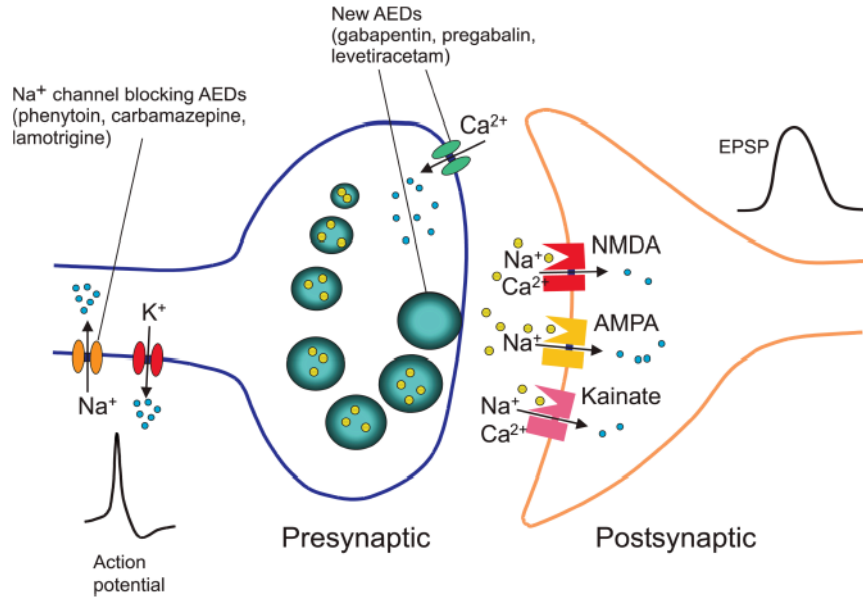 New AEDs
(gabapentin, pregabalin,
levetiracetam)
Na⁺ channel blocking AEDs
(phenytoin, carbamazepine,
lamotrigine)
Ca²⁺
EPSP
NMDA
Na⁺
Ca²⁺
K⁺
AMPA
Na⁺
Na⁺
Kainate
Na⁺
Ca²⁺
Presynaptic
Postsynaptic
Action
potential